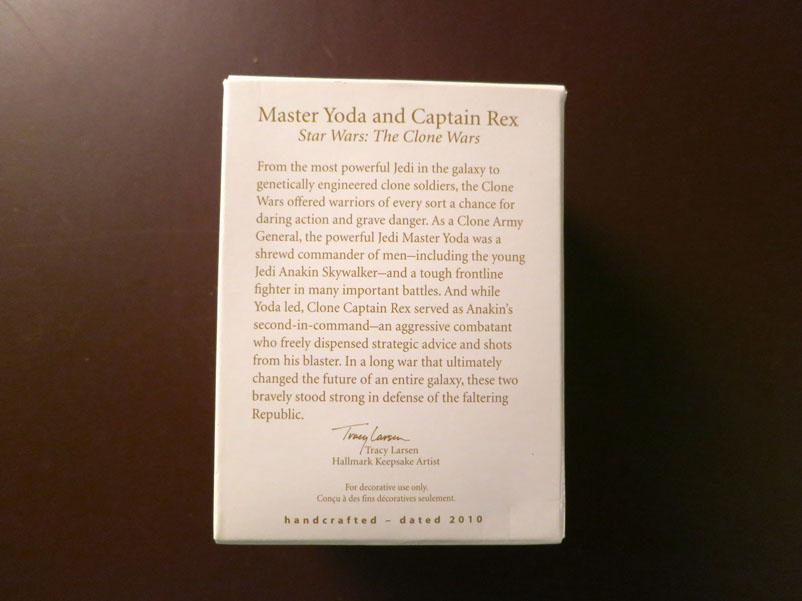 Master Yoda and Captain Rex
Star Wars: The Clone Wars
From the most powerful Jedi in the galaxy to
genetically engineered clone soldiers, the Clone
Wars offered warriors of every sort a chance for
daring action and grave danger. As a Clone Army
General, the powerful Jedi Master Yoda was a
shrewd commander of men—including the young
Jedi Anakin Skywalker—and a tough frontline
fighter in many important battles. And while
Yoda led, Clone Captain Rex served as Anakin's
second-in-command—an aggressive combatant
who freely dispensed strategic advice and shots
from his blaster. In a long war that ultimately
changed the future of an entire galaxy, these two
bravely stood strong in defense of the faltering
Republic.
Tracy Larsen
Tracy Larsen
Hallmark Keepsake Artist
For decorative use only.
Conçu à des fins décoratives seulement.
handcrafted – dated 2010